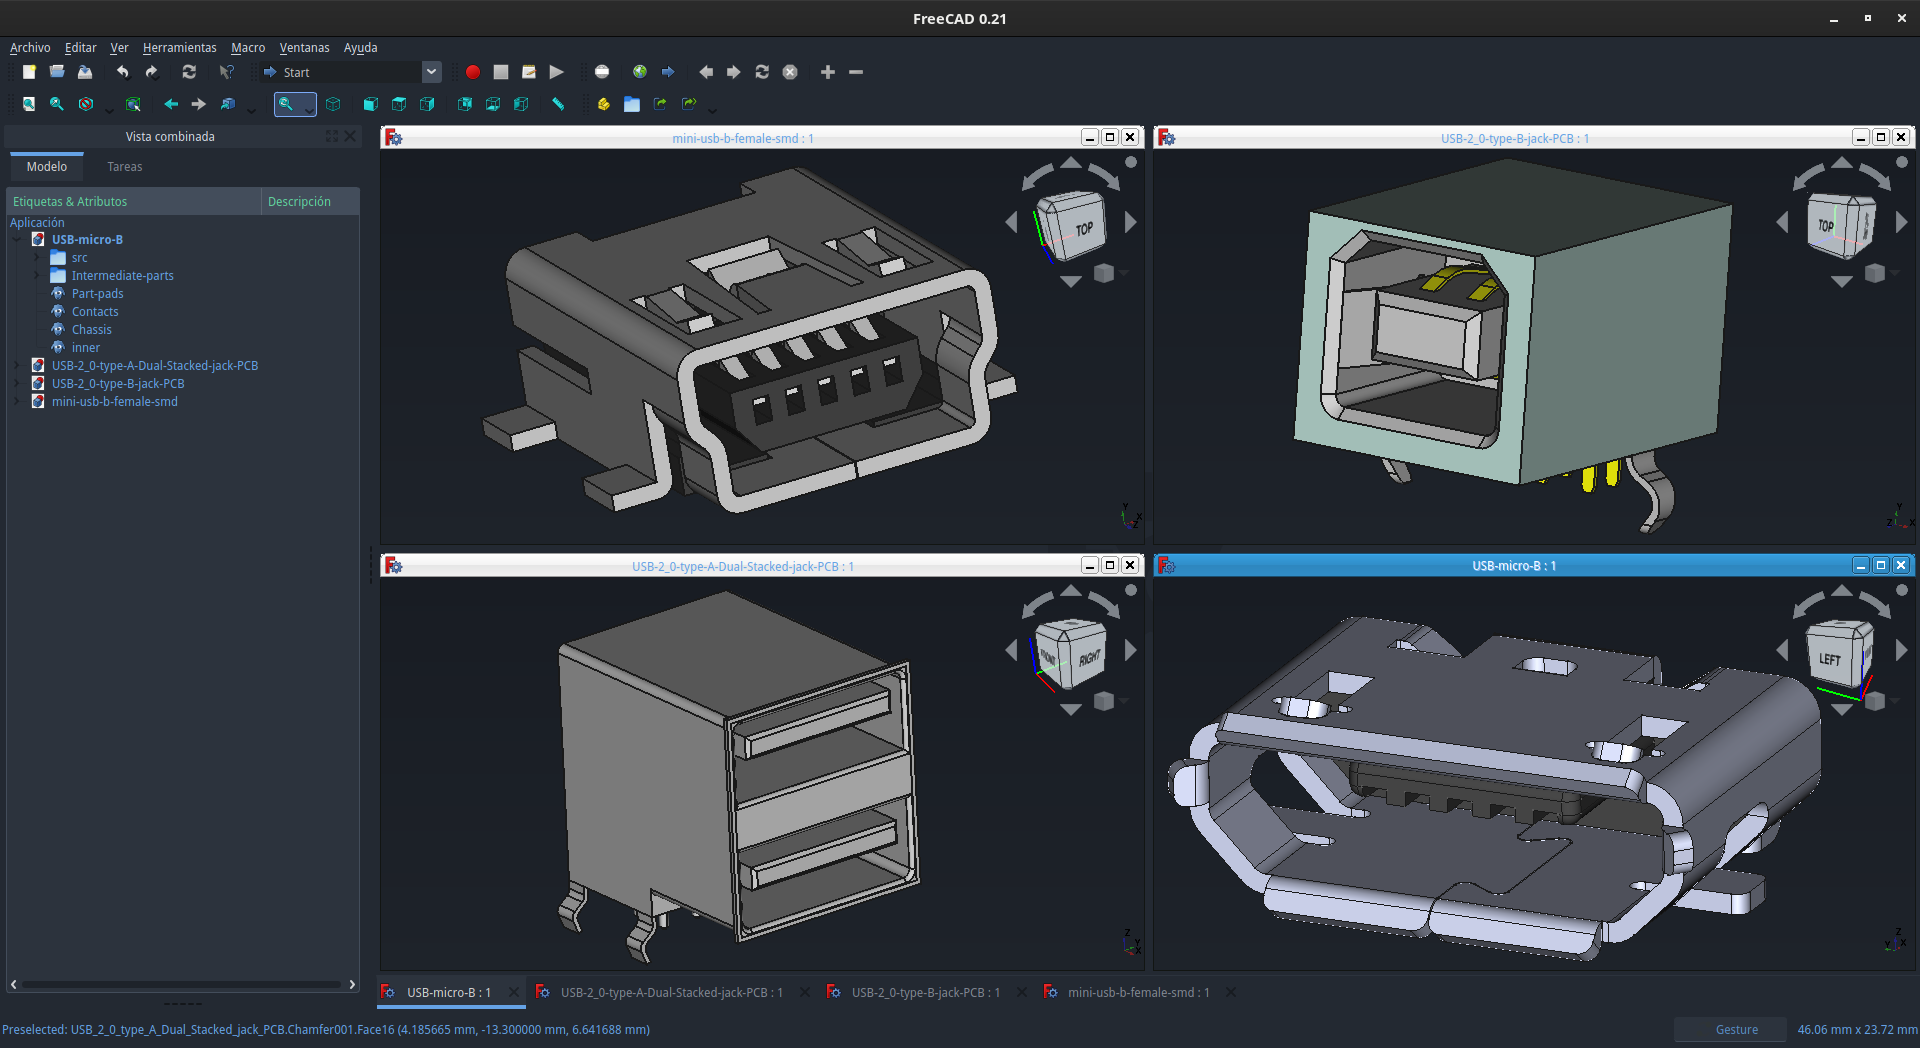 FreeCAD 0.21
Archivo Editar Ver Herramientas Macro Ventanas Ayuda
Start
Vista combinada
Modelo Tareas
Etiquetas & Atributos Descripción
Aplicación
USB-micro-B
src
Intermediate-parts
Part-pads
Contacts
Chassis
inner
USB-2_0-type-A-Dual-Stacked-jack-PCB
USB-2_0-type-B-jack-PCB
mini-usb-b-female-smd
mini-usb-b-female-smd : 1
TOP
Y
X
Z
USB-2_0-type-B-jack-PCB : 1
TOP
Y
Z X
USB-2_0-type-A-Dual-Stacked-jack-PCB : 1
FRONT RIGHT
Z
Y
X
USB-micro-B : 1
LEFT
Z
Y X
USB-micro-B : 1 USB-2_0-type-A-Dual-Stacked-jack-PCB : 1 USB-2_0-type-B-jack-PCB : 1 mini-usb-b-female-smd : 1
Preselected: USB_2_0_type_A_Dual_Stacked_jack_PCB.Chamfer001.Face16 (4.185665 mm, -13.300000 mm, 6.641688 mm) Gesture 46.06 mm x 23.72 mm